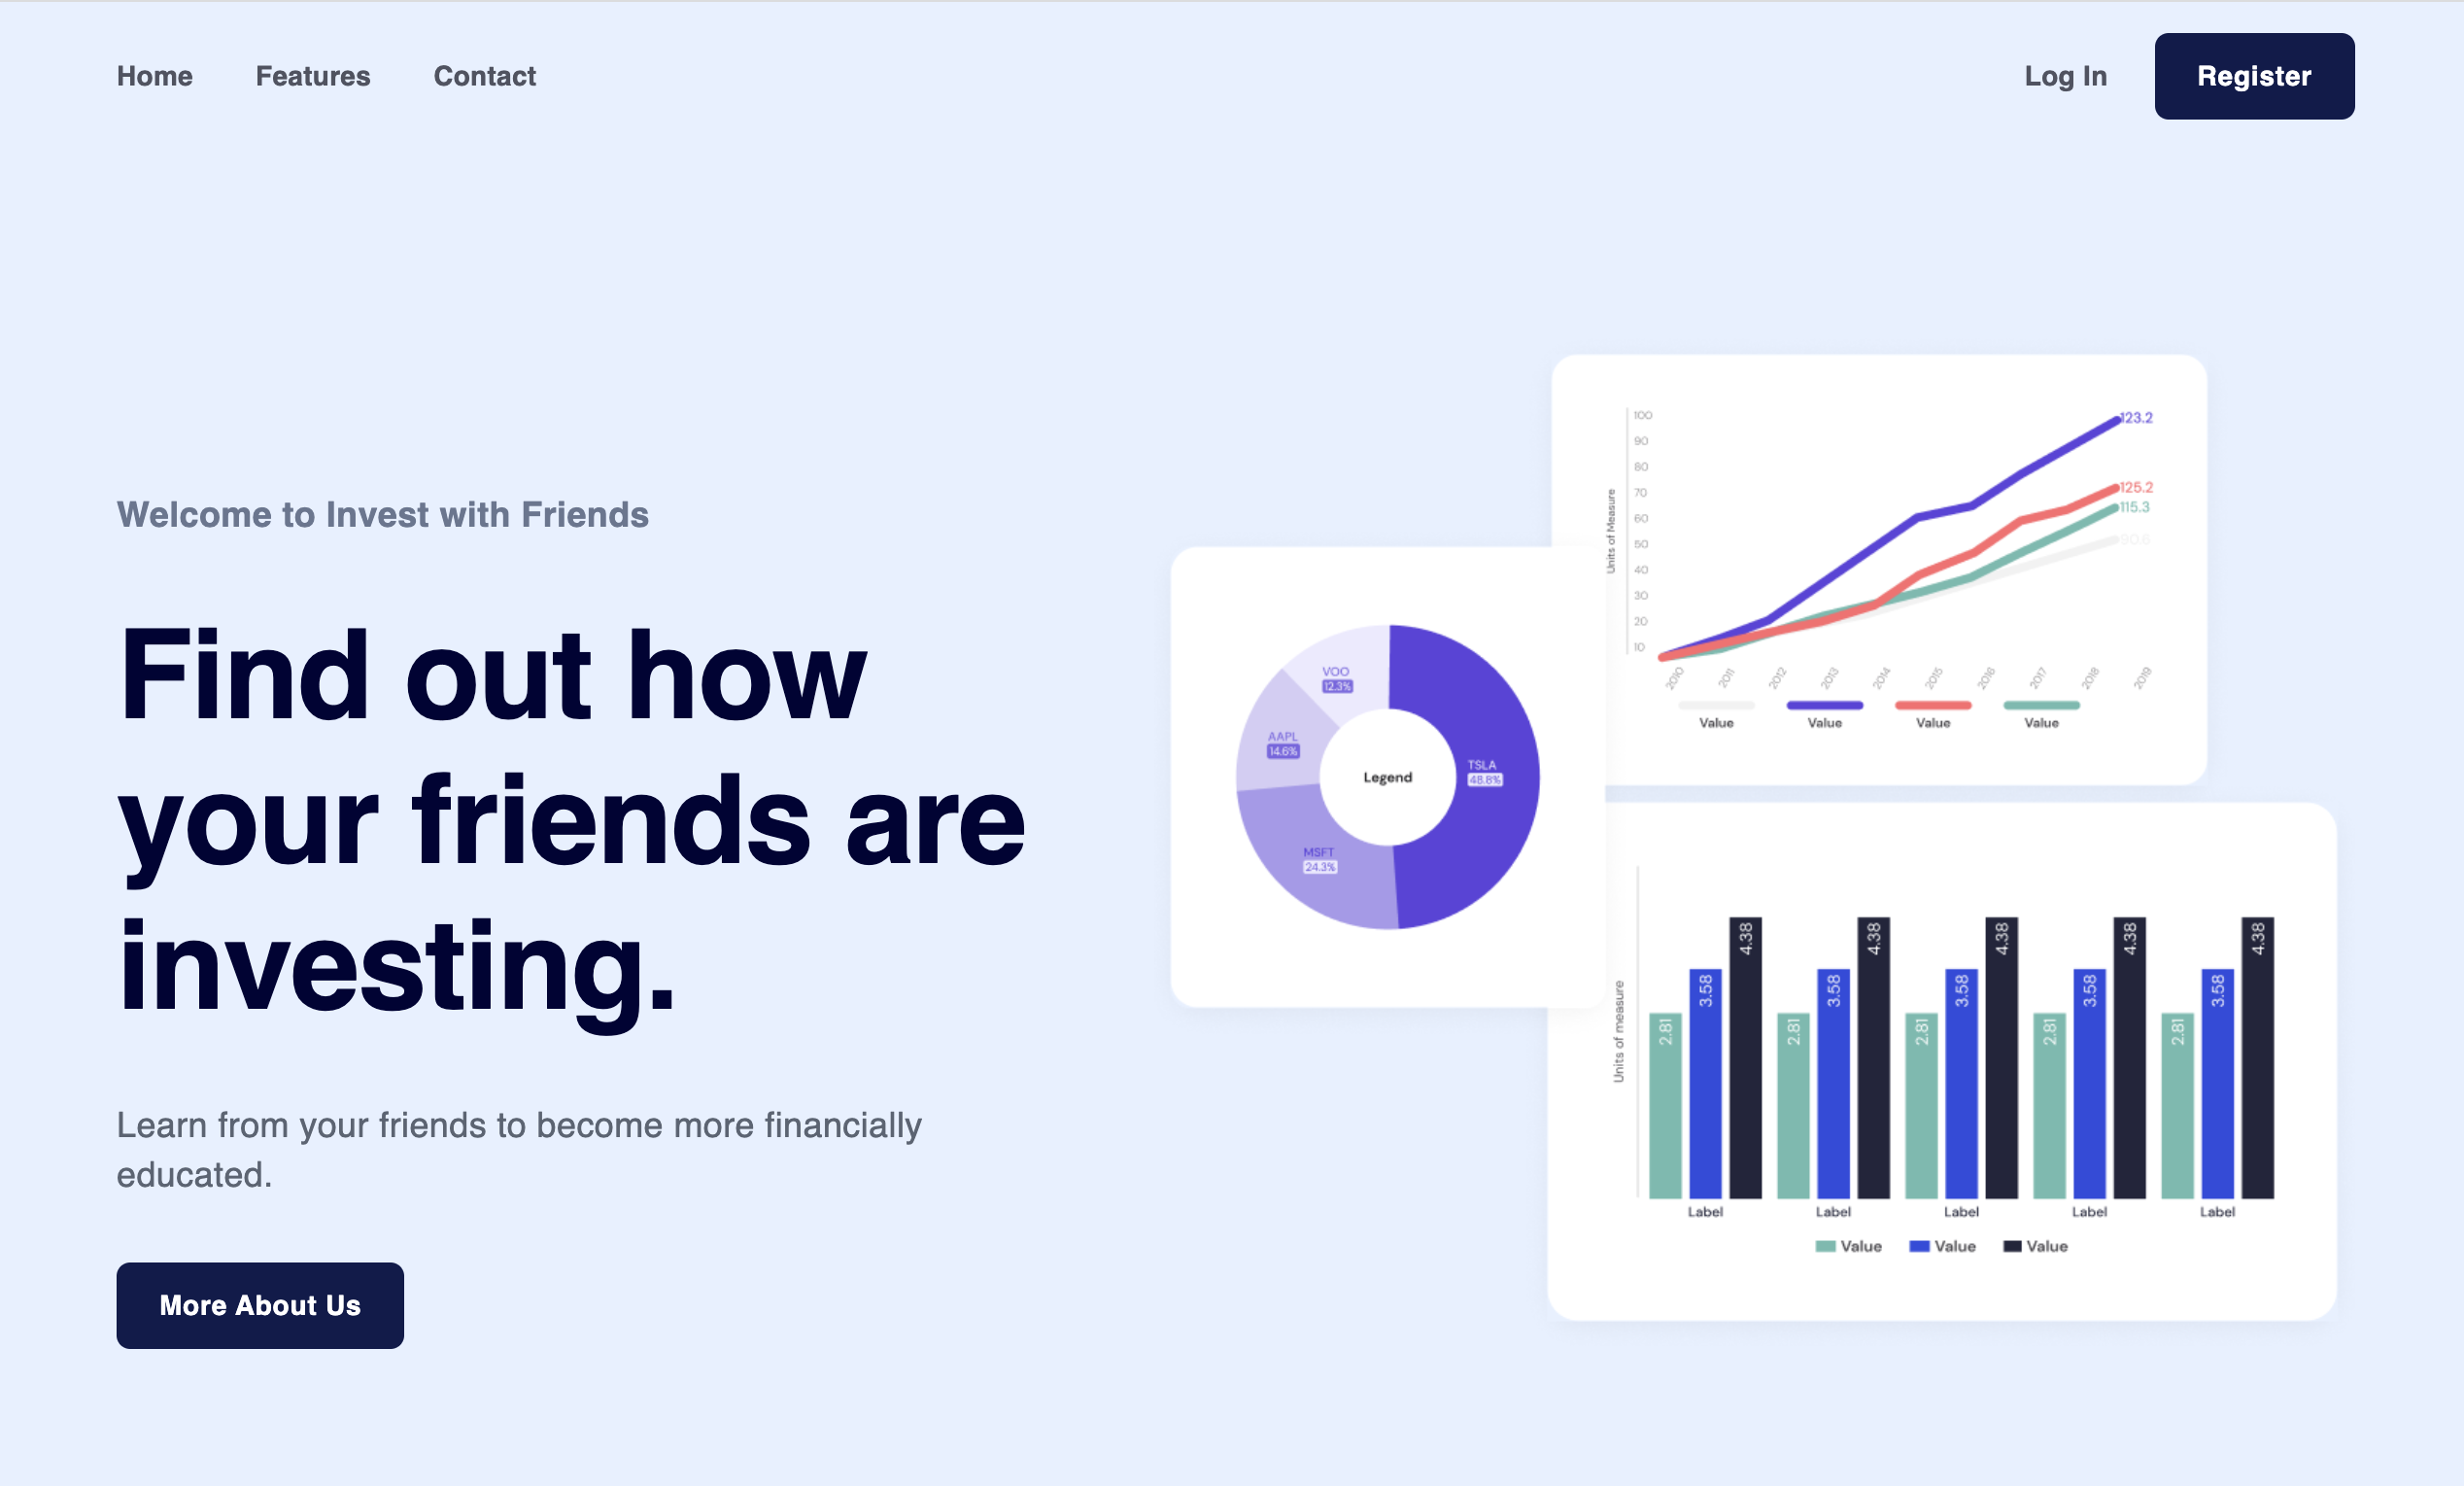 Home Features Contact Log In Register
Welcome to Invest with Friends
Find out how
your friends are
investing.
Learn from your friends to become more financially
educated.
More About Us
Units of Measure
100
90
80
70
60
50
40
30
20
10
123.2
125.2
115.3
90.6
2010 2011 2012 2013 2014 2015 2016 2017 2018 2019
Value Value Value Value
VOO
12.3%
AAPL
14.6%
Legend
TSLA
48.8%
MSFT
24.3%
Units of measure
2.81 3.58 4.38 2.81 3.58 4.38 2.81 3.58 4.38 2.81 3.58 4.38 2.81 3.58 4.38
Label Label Label Label Label
Value Value Value